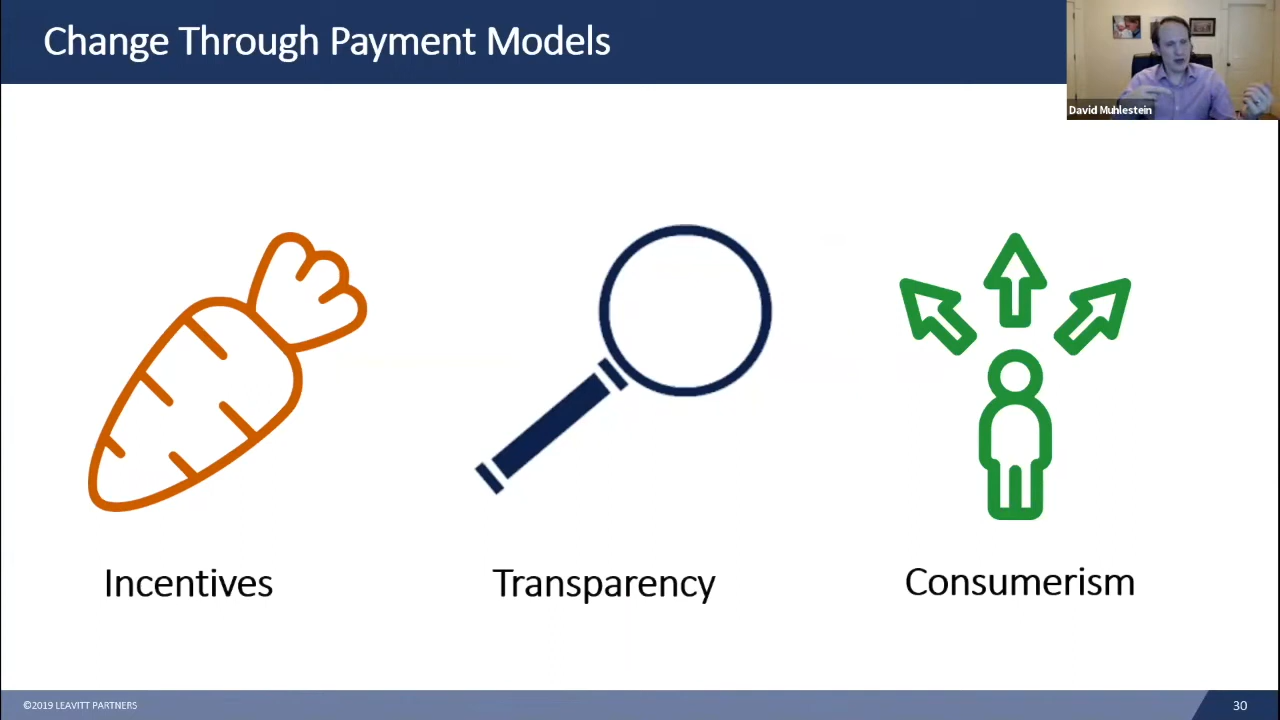 Change Through Payment Models
David Muhlestein
Incentives
Transparency
Consumerism
©2019 LEAVITT PARTNERS
30